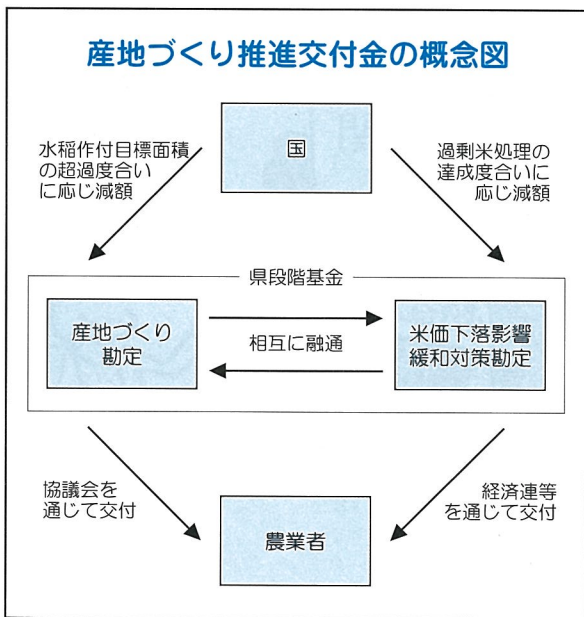 産地づくり推進交付金の概念図
国
水稲作付目標面積
の超過度合い
に応じ減額
過剰米処理の
達成度合いに
応じ減額
県段階基金
産地づくり
勘定
相互に融通
米価下落影響
緩和対策勘定
協議会を
通じて交付
経済連等
を通じて交付
農業者